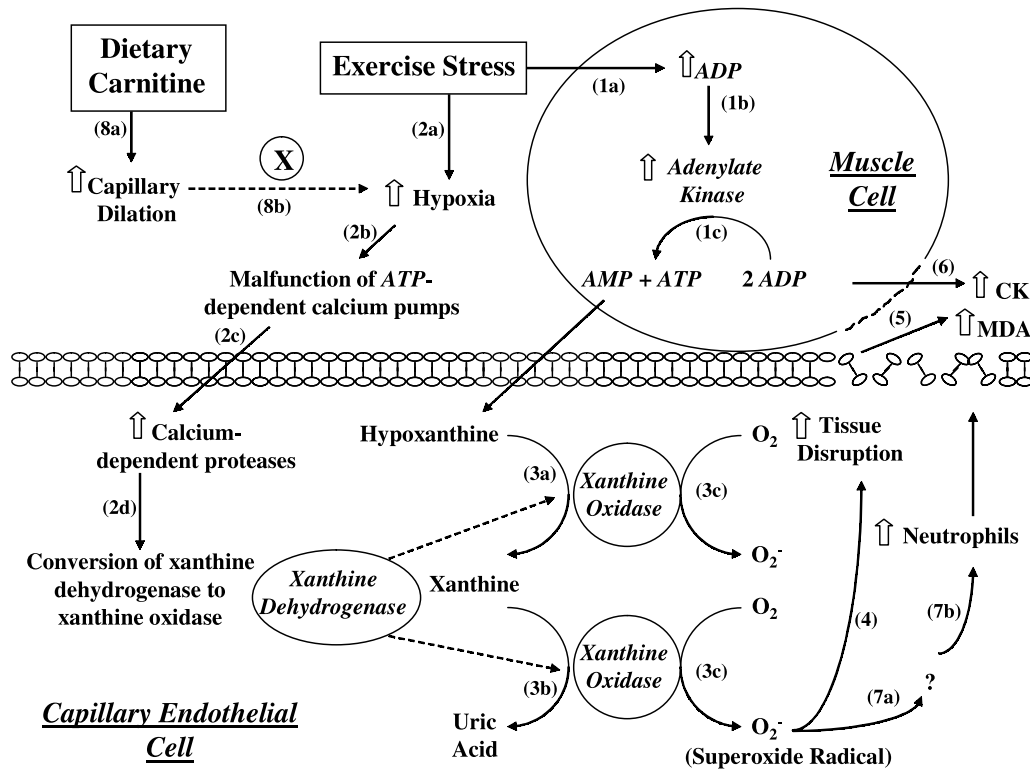 Dietary
Carnitine
(8a)
Capillary
Dilation
X
(8b)
Exercise Stress
(2a)
Hypoxia
(2b)
Malfunction of ATP-
dependent calcium pumps
(2c)
(1a)
ADP
(1b)
Adenylate
Kinase
(1c)
AMP + ATP
2 ADP
Muscle
Cell
(6)
CK
(5)
MDA
Calcium-
dependent proteases
(2d)
Conversion of xanthine
dehydrogenase to
xanthine oxidase
Xanthine
Dehydrogenase
Hypoxanthine
(3a)
Xanthine
Oxidase
O2
(3c)
O2-
Xanthine
(3b)
Xanthine
Oxidase
O2
(3c)
O2-
(Superoxide Radical)
Uric
Acid
Tissue
Disruption
Neutrophils
(4)
(7b)
(7a)
?
Capillary Endothelial
Cell